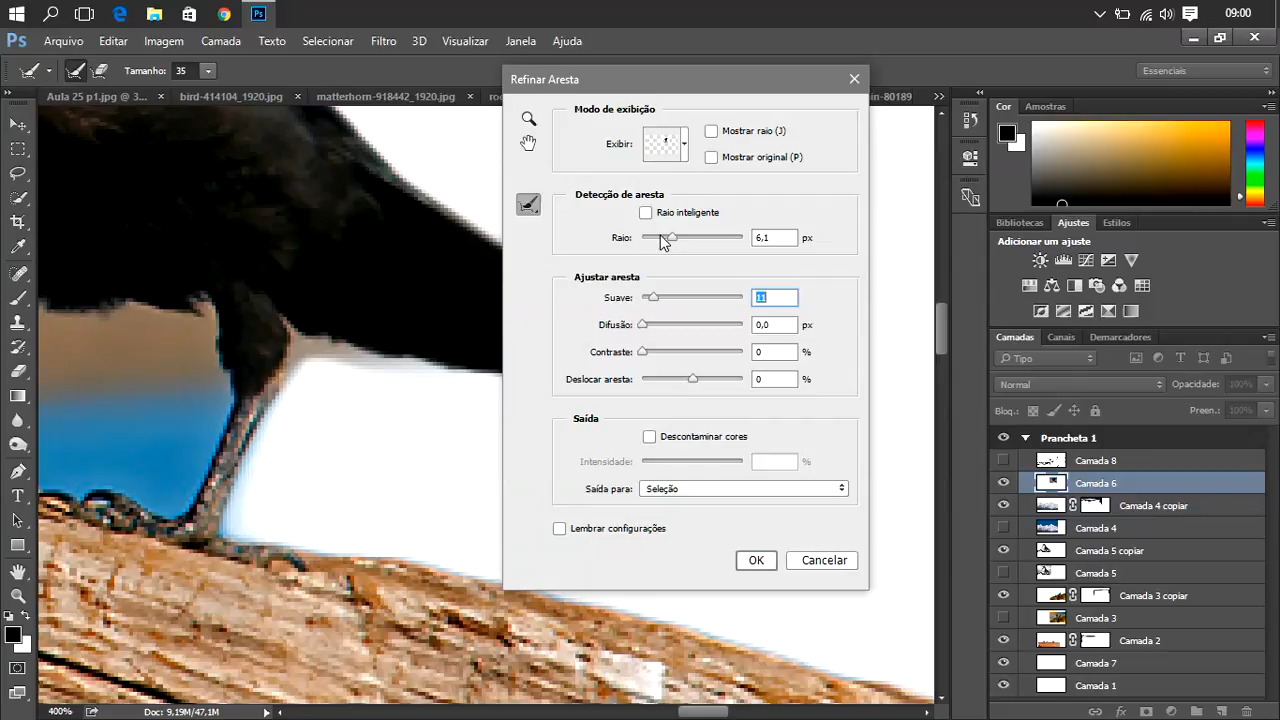 09:00
Ps Arquivo Editar Imagem Camada Texto Selecionar Filtro 3D Visualizar Janela Ajuda
Tamanho: 35 Essenciais
Aula 25 p1.jpg @ 3... × bird-414104_1920.jpg × matterhorn-918442_1920.jpg × in-80189
Refinar Aresta
Modo de exibição
Exibir:
Mostrar raio (J)
Mostrar original (P)
Detecção de aresta
Raio inteligente
Raio: 6,1 px
Ajustar aresta
Suave: 11
Difusão: 0,0 px
Contraste: 0 %
Deslocar aresta: 0 %
Saída
Descontaminar cores
Intensidade: %
Saída para: Seleção
Lembrar configurações
OK Cancelar
Cor Amostras
Bibliotecas Ajustes Estilos
Adicionar um ajuste
Camadas Canais Demarcadores
Tipo
Normal Opacidade: 100%
Bloq.: Preen.: 100%
Prancheta 1
Camada 8
Camada 6
Camada 4 copiar
Camada 4
Camada 5 copiar
Camada 5
Camada 3 copiar
Camada 3
Camada 2
Camada 7
Camada 1
400% Doc: 9,19M/47,1M